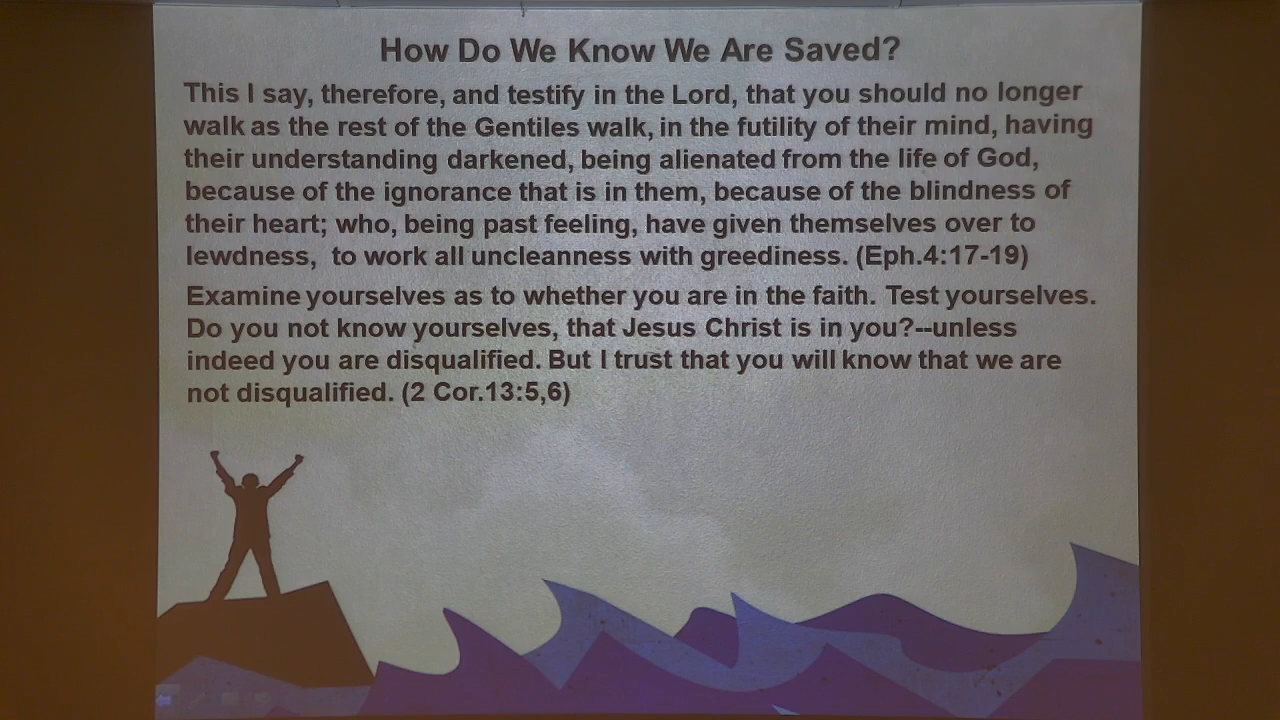 How Do We Know We Are Saved?
This I say, therefore, and testify in the Lord, that you should no longer
walk as the rest of the Gentiles walk, in the futility of their mind, having
their understanding darkened, being alienated from the life of God,
because of the ignorance that is in them, because of the blindness of
their heart; who, being past feeling, have given themselves over to
lewdness,  to work all uncleanness with greediness. (Eph.4:17-19)
Examine yourselves as to whether you are in the faith.  Test yourselves.
Do you not know yourselves, that Jesus Christ is in you?--unless
indeed you are disqualified. But I trust that you will know that we are
not disqualified. (2 Cor.13:5,6)